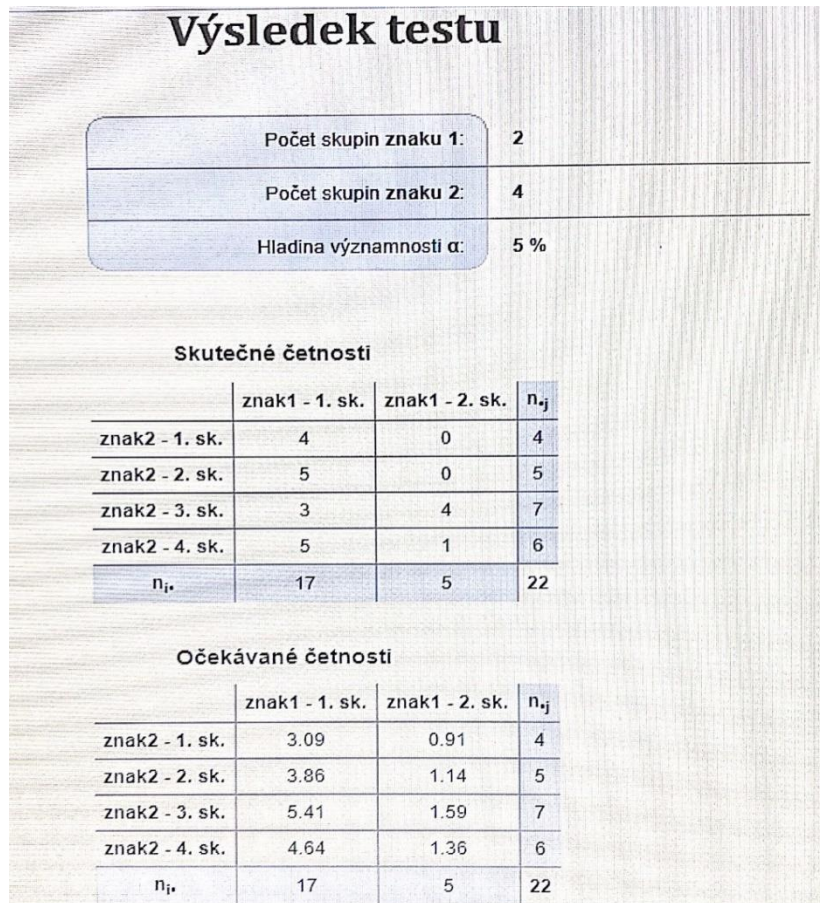 Výsledek testu
Počet skupin znaku 1: 2
Počet skupin znaku 2: 4
Hladina významnosti α: 5 %
Skutečné četnosti
znak1 - 1. sk. znak1 - 2. sk. n•j
znak2 - 1. sk. 4 0 4
znak2 - 2. sk. 5 0 5
znak2 - 3. sk. 3 4 7
znak2 - 4. sk. 5 1 6
ni• 17 5 22
Očekávané četnosti
znak1 - 1. sk. znak1 - 2. sk. n•j
znak2 - 1. sk. 3.09 0.91 4
znak2 - 2. sk. 3.86 1.14 5
znak2 - 3. sk. 5.41 1.59 7
znak2 - 4. sk. 4.64 1.36 6
ni• 17 5 22